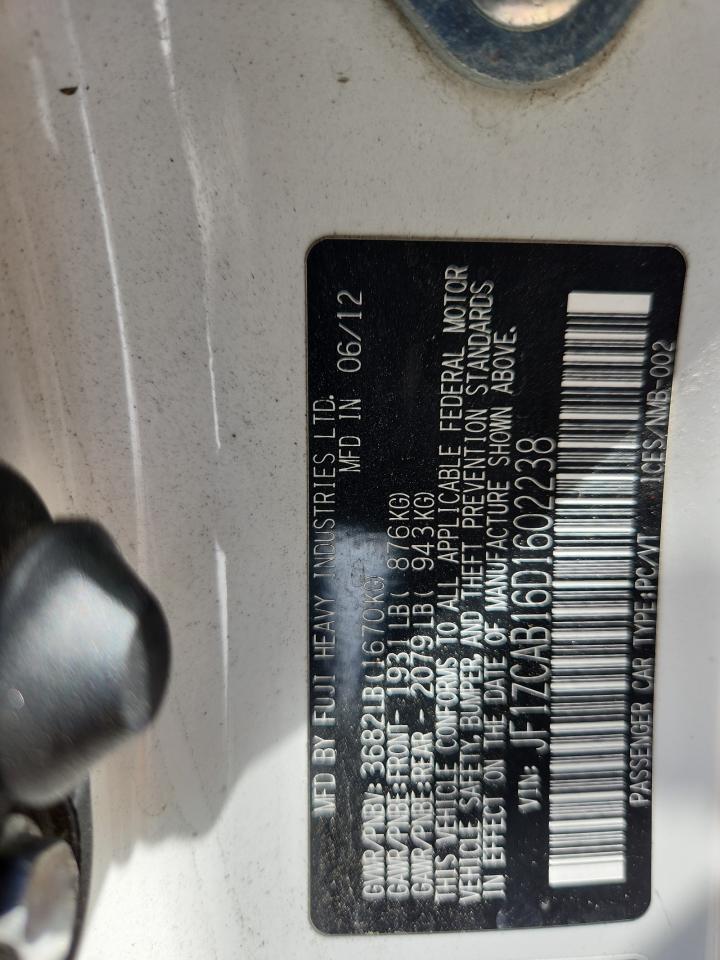 MFD BY FUJI HEAVY INDUSTRIES LTD.
MFD IN 06/12
GVWR/PNBV: 3682LB(1670KG)
GAWR/PNBE:FRONT- 1931LB( 876KG)
GAWR/PNBE:REAR - 2079LB( 943KG)
THIS VEHICLE CONFORMS TO ALL APPLICABLE FEDERAL MOTOR
VEHICLE SAFETY,BUMPER,AND THEFT PREVENTION STANDARDS
IN EFFECT ON THE DATE OF MANUFACTURE SHOWN ABOVE.
VIN: JF1ZCAB16D1602238
PASSENGER CAR TYPE:PC/VT ICES/NMB-002